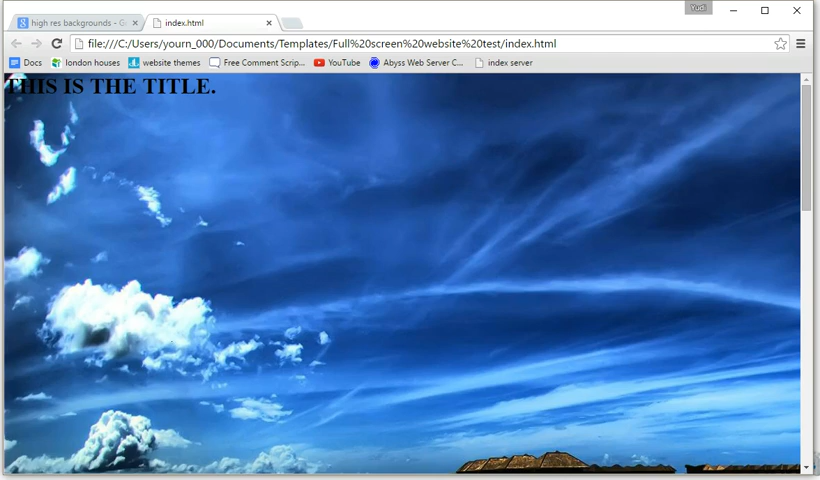 Yudi
high res backgrounds - G
index.html
file:///C:/Users/yourn_000/Documents/Templates/Full%20screen%20website%20test/index.html
Docs london houses website themes Free Comment Scrip... YouTube Abyss Web Server C... index server
THIS IS THE TITLE.